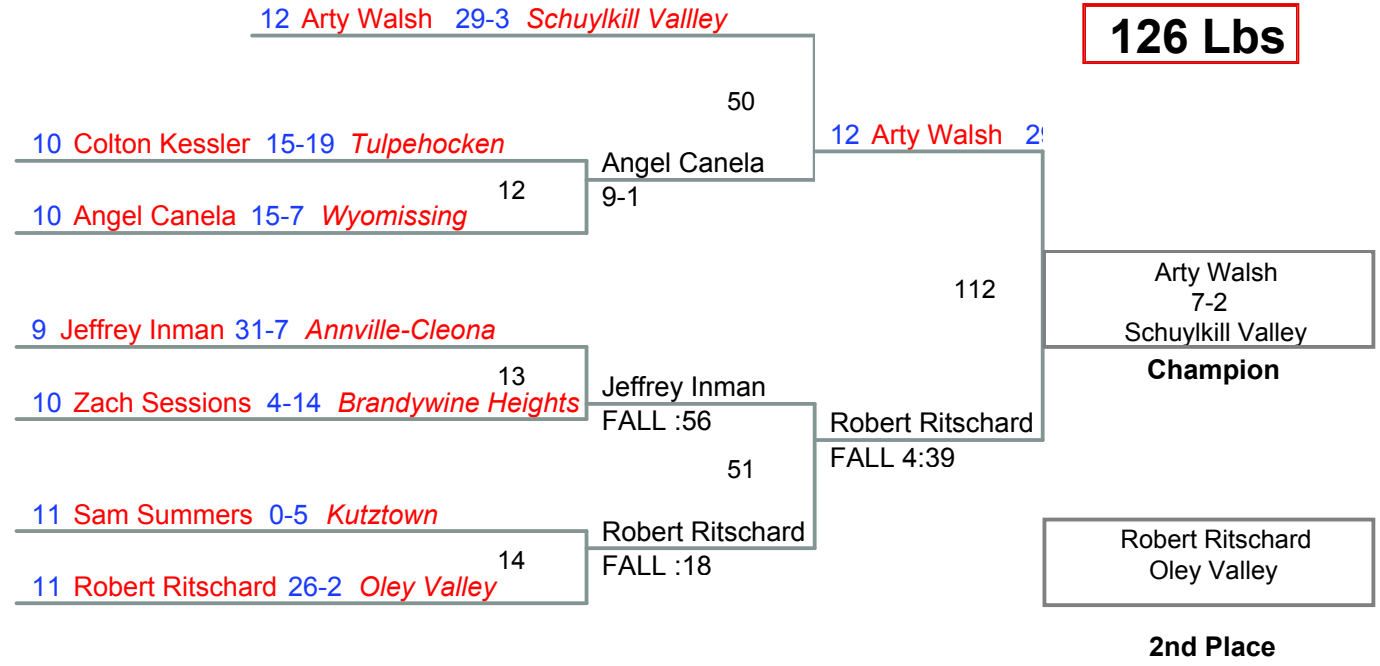 12 Arty Walsh 29-3 Schuylkill Vallley
126 Lbs
50
10 Colton Kessler 15-19 Tulpehocken
12 Arty Walsh 29
Angel Canela
12
9-1
10 Angel Canela 15-7 Wyomissing
112
Arty Walsh
7-2
Schuylkill Valley
Champion
9 Jeffrey Inman 31-7 Annville-Cleona
13
Jeffrey Inman
10 Zach Sessions 4-14 Brandywine Heights
FALL :56
Robert Ritschard
FALL 4:39
51
11 Sam Summers 0-5 Kutztown
Robert Ritschard
14
FALL :18
11 Robert Ritschard 26-2 Oley Valley
Robert Ritschard
Oley Valley
2nd Place